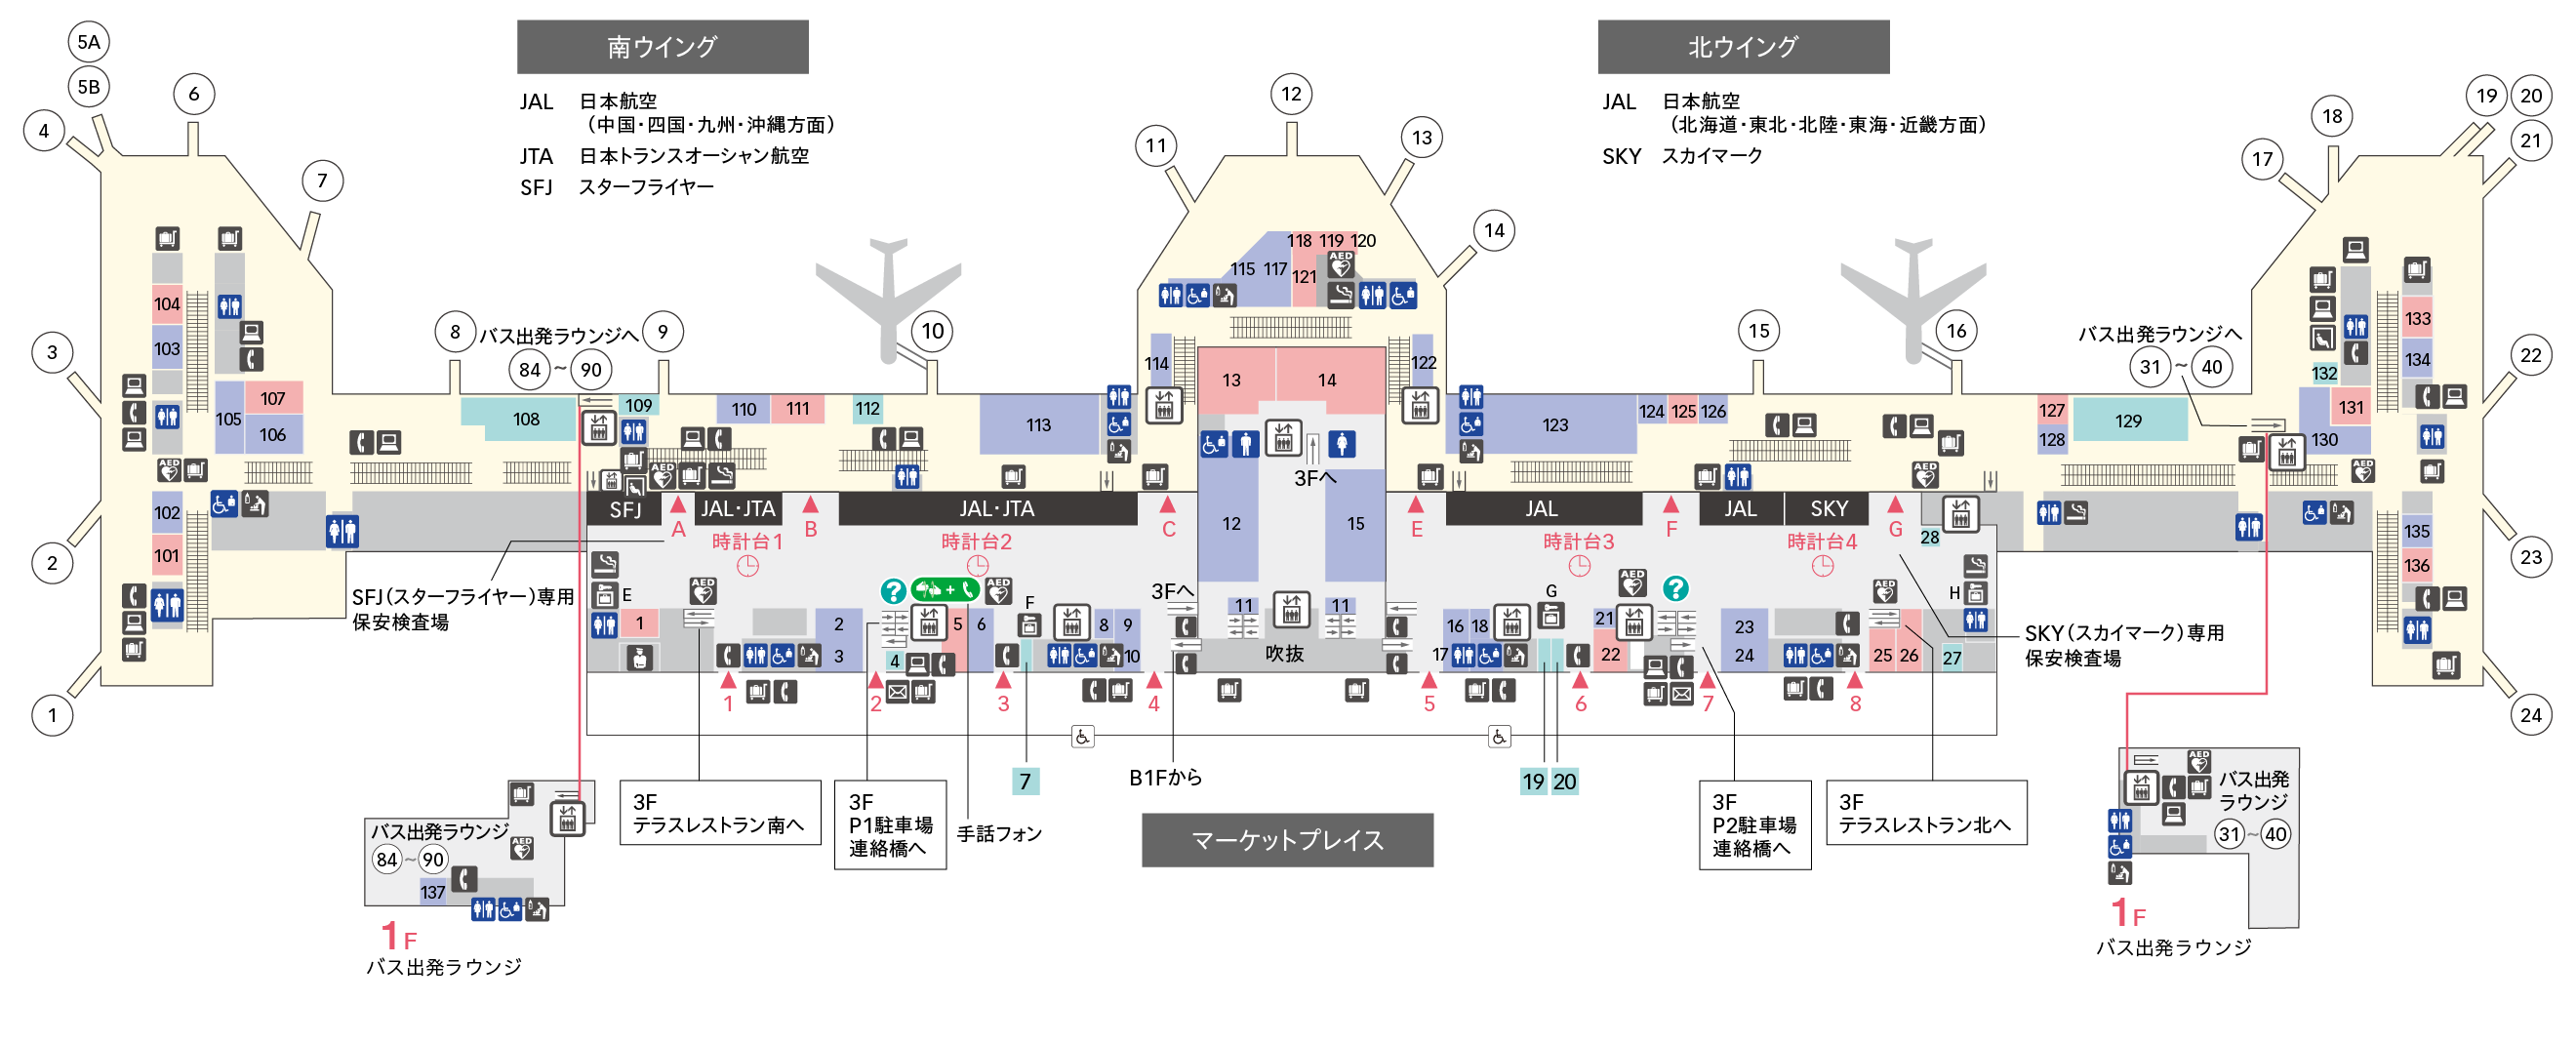 南ウイング
北ウイング
JAL 日本航空
（中国・四国・九州・沖縄方面）
JTA 日本トランスオーシャン航空
SFJ スターフライヤー
JAL 日本航空
（北海道・東北・北陸・東海・近畿方面）
SKY スカイマーク
5A
5B
4
6
7
3
2
1
8
バス出発ラウンジへ
84 ~ 90
9
10
11
12
13
14
15
16
バス出発ラウンジへ
31 ~ 40
17
18
19
20
21
22
23
24
104
103
105
107
106
102
101
108
109
110
111
112
113
114
115
117
118
119
120
121
AED
122
123
124
125
126
127
128
129
130
131
132
133
134
135
136
AED
AED
AED
AED
13
14
3Fへ
12
15
11
11
吹抜
SFJ
JAL・JTA
JAL・JTA
JAL
JAL
SKY
A
B
C
E
F
G
時計台1
時計台2
時計台3
時計台4
28
SFJ（スターフライヤー）専用
保安検査場
SKY（スカイマーク）専用
保安検査場
E
1
AED
2
3
?
+
AED
4
5
6
F
8
9
10
3Fへ
16
17
18
G
21
22
AED
?
23
24
AED
25
26
27
H
1
2
3
4
5
6
7
8
3F
テラスレストラン南へ
3F
P1駐車場
連絡橋へ
手話フォン
7
B1Fから
19
20
マーケットプレイス
3F
P2駐車場
連絡橋へ
3F
テラスレストラン北へ
バス出発ラウンジ
84 ~ 90
AED
137
1F
バス出発ラウンジ
AED
バス出発
ラウンジ
31 ~ 40
1F
バス出発ラウンジ